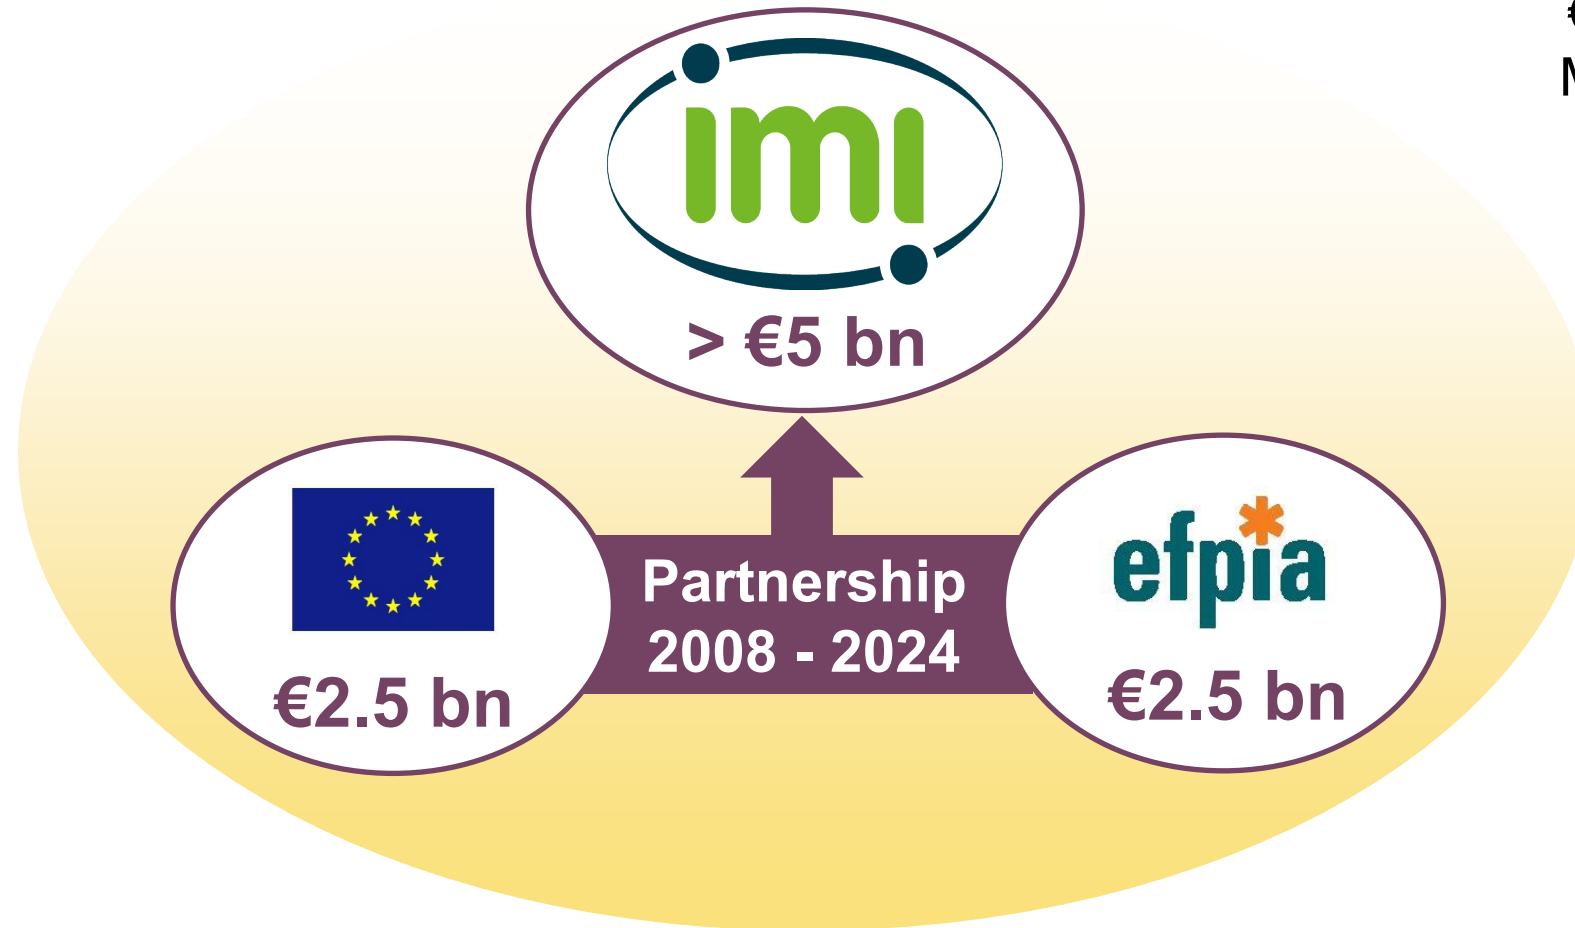 imi
> €5 bn
Partnership
2008 - 2024
€2.5 bn
efpia
€2.5 bn